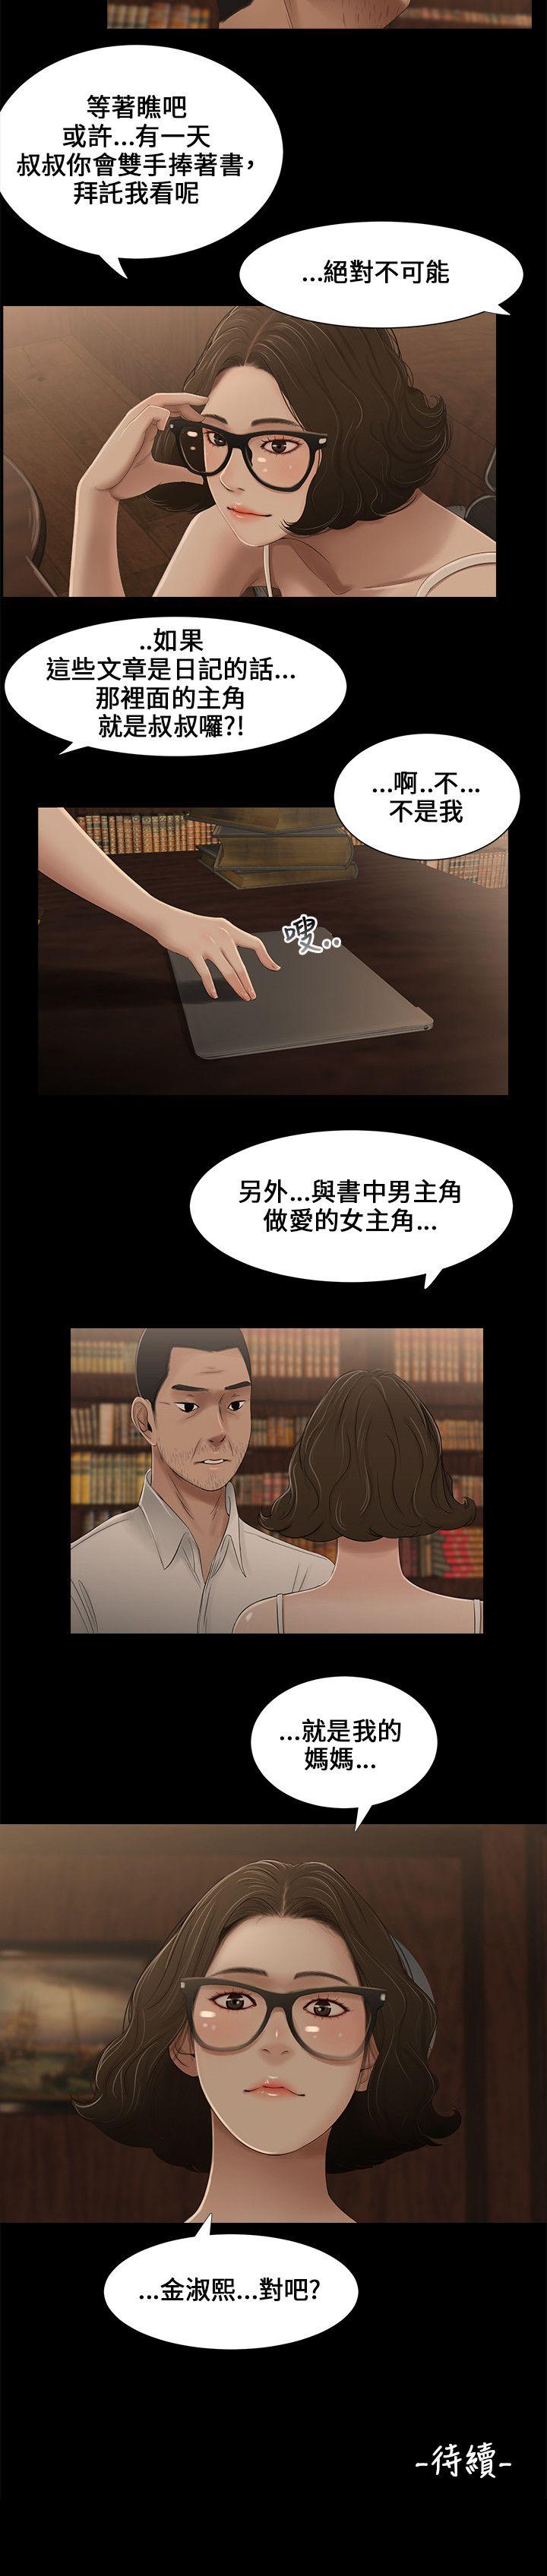 等著瞧吧
或許...有一天
叔叔你會雙手捧著書，
拜託我看呢
...絕對不可能
..如果
這些文章是日記的話...
那裡面的主角
就是叔叔囉?!
...啊..不...
不是我
嗖..
另外...與書中男主角
做愛的女主角...
...就是我的
媽媽...
...金淑熙...對吧?
-待續-